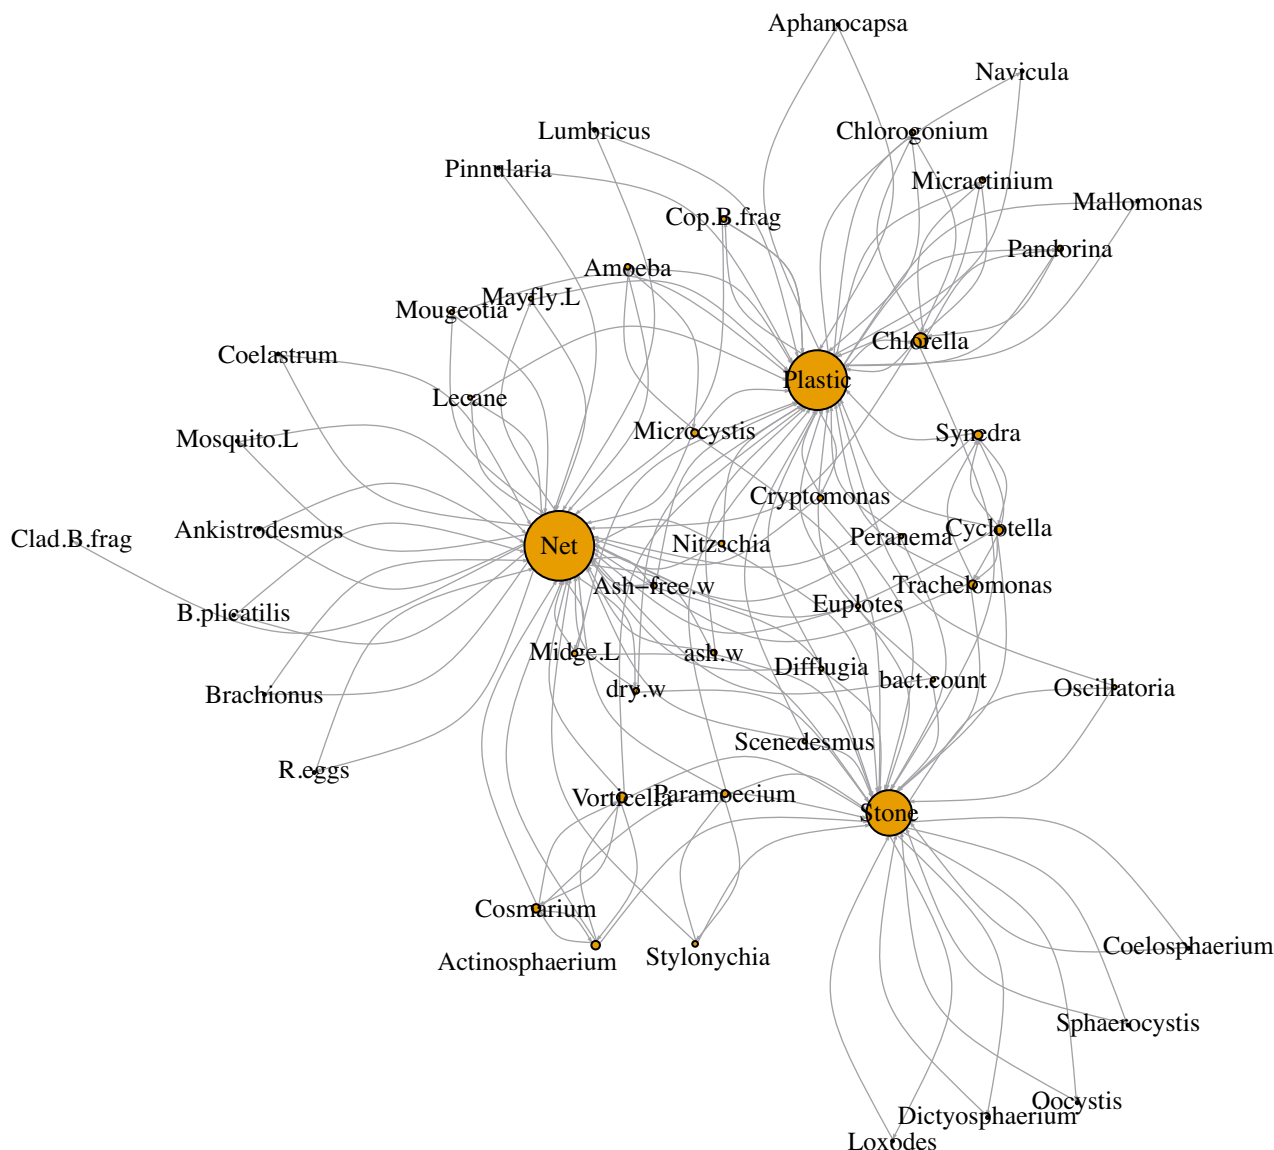 Aphanocapsa
Navicula
Lumbricus
Chlorogonium
Pinnularia
Micractinium
Mallomonas
Cop.B.frag
Pandorina
Amoeba
Mayfly.L
Mougeotia
Chlorella
Coelastrum
Plastic
Lecane
Microcystis
Synedra
Mosquito.L
Cryptomonas
Ankistrodesmus
Cyclotella
Peranema
Clad.B.frag
Net
Nitzschia
Ash-free.w
Trachelomonas
Euplotes
B.plicatilis
Midge.L
ash.w
Difflugia
bact.count
dry.w
Oscillatoria
Brachionus
Scenedesmus
R.eggs
Vorticella
Paramoecium
Stone
Cosmarium
Coelosphaerium
Actinosphaerium
Stylonychia
Sphaerocystis
Oocystis
Dictyosphaerium
Loxodes